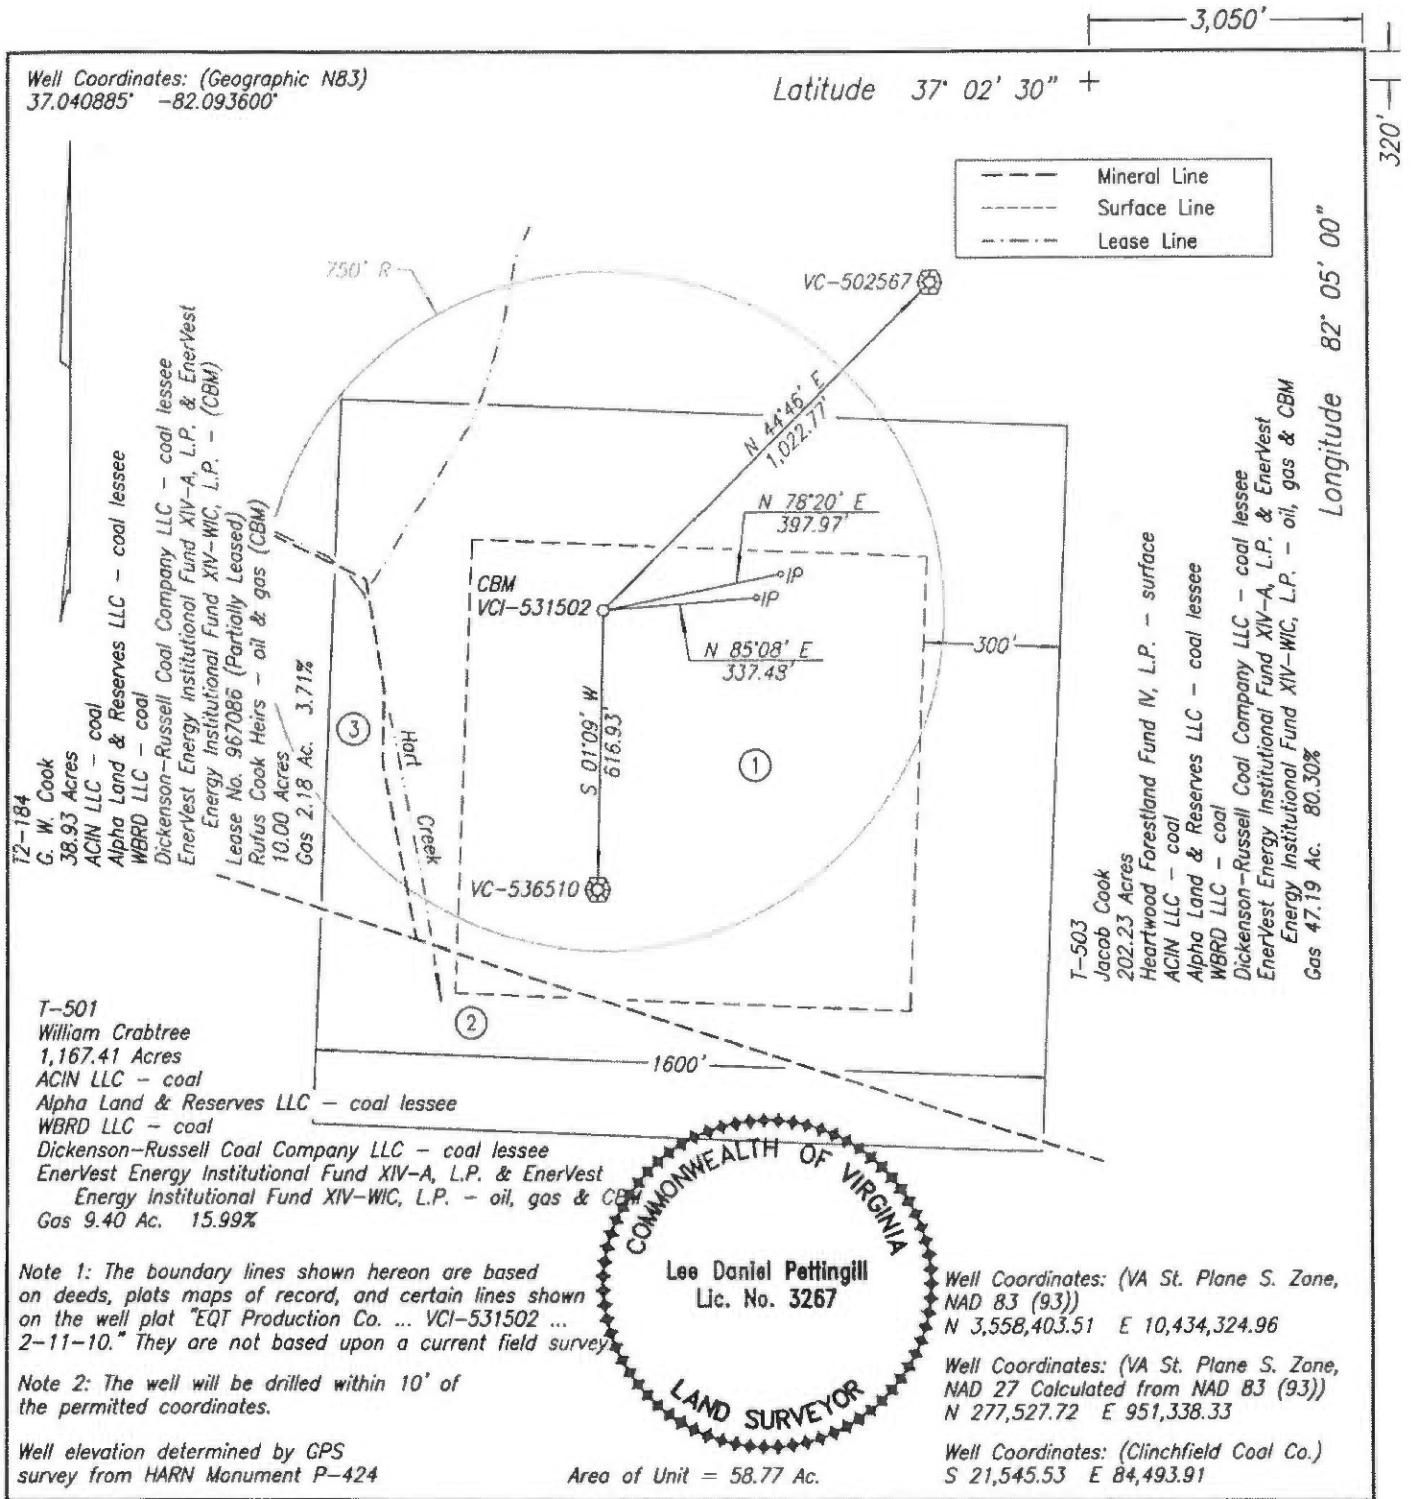 3,050'
320'
Well Coordinates: (Geographic N83)
37.040885° -82.093600°
Latitude 37° 02' 30"
Mineral Line
Surface Line
Lease Line
Longitude 82° 05' 00"
750' R
VC-502567
N 44°46' E
1,022.77'
N 78°20' E
397.97'
CBM
VCI-531502
IP
IP
N 85°08' E
337.48'
300'
S 01°09' W
616.93'
1
3
Hart
Creek
VC-536510
2
1600'
T2-184
G. W. Cook
38.93 Acres
ACIN LLC - coal
Alpha Land & Reserves LLC - coal lessee
WBRD LLC - coal
Dickenson-Russell Coal Company LLC - coal lessee
EnerVest Energy Institutional Fund XIV-A, L.P. & EnerVest
Energy Institutional Fund XIV-WIC, L.P. - (CBM)
Lease No. 967086 (Partially Leased)
Rufus Cook Heirs - oil & gas (CBM)
10.00 Acres
Gas 2.18 Ac. 3.71%
T-503
Jacob Cook
202.23 Acres
Heartwood Forestland Fund IV, L.P. - surface
ACIN LLC - coal
Alpha Land & Reserves LLC - coal lessee
WBRD LLC - coal
Dickenson-Russell Coal Company LLC - coal lessee
EnerVest Energy Institutional Fund XIV-A, L.P. & EnerVest
Energy Institutional Fund XIV-WIC, L.P. - oil, gas & CBM
Gas 47.19 Ac. 80.30%
T-501
William Crabtree
1,167.41 Acres
ACIN LLC - coal
Alpha Land & Reserves LLC - coal lessee
WBRD LLC - coal
Dickenson-Russell Coal Company LLC - coal lessee
EnerVest Energy Institutional Fund XIV-A, L.P. & EnerVest
Energy Institutional Fund XIV-WIC, L.P. - oil, gas & CBM
Gas 9.40 Ac. 15.99%
COMMONWEALTH OF VIRGINIA
Lee Daniel Pettingill
Lic. No. 3267
LAND SURVEYOR
Note 1: The boundary lines shown hereon are based
on deeds, plats maps of record, and certain lines shown
on the well plat "EQT Production Co. ... VCI-531502 ...
2-11-10." They are not based upon a current field survey
Note 2: The well will be drilled within 10' of
the permitted coordinates.
Well elevation determined by GPS
survey from HARN Monument P-424
Area of Unit = 58.77 Ac.
Well Coordinates: (VA St. Plane S. Zone,
NAD 83 (93))
N 3,558,403.51 E 10,434,324.96
Well Coordinates: (VA St. Plane S. Zone,
NAD 27 Calculated from NAD 83 (93))
N 277,527.72 E 951,338.33
Well Coordinates: (Clinchfield Coal Co.)
S 21,545.53 E 84,493.91